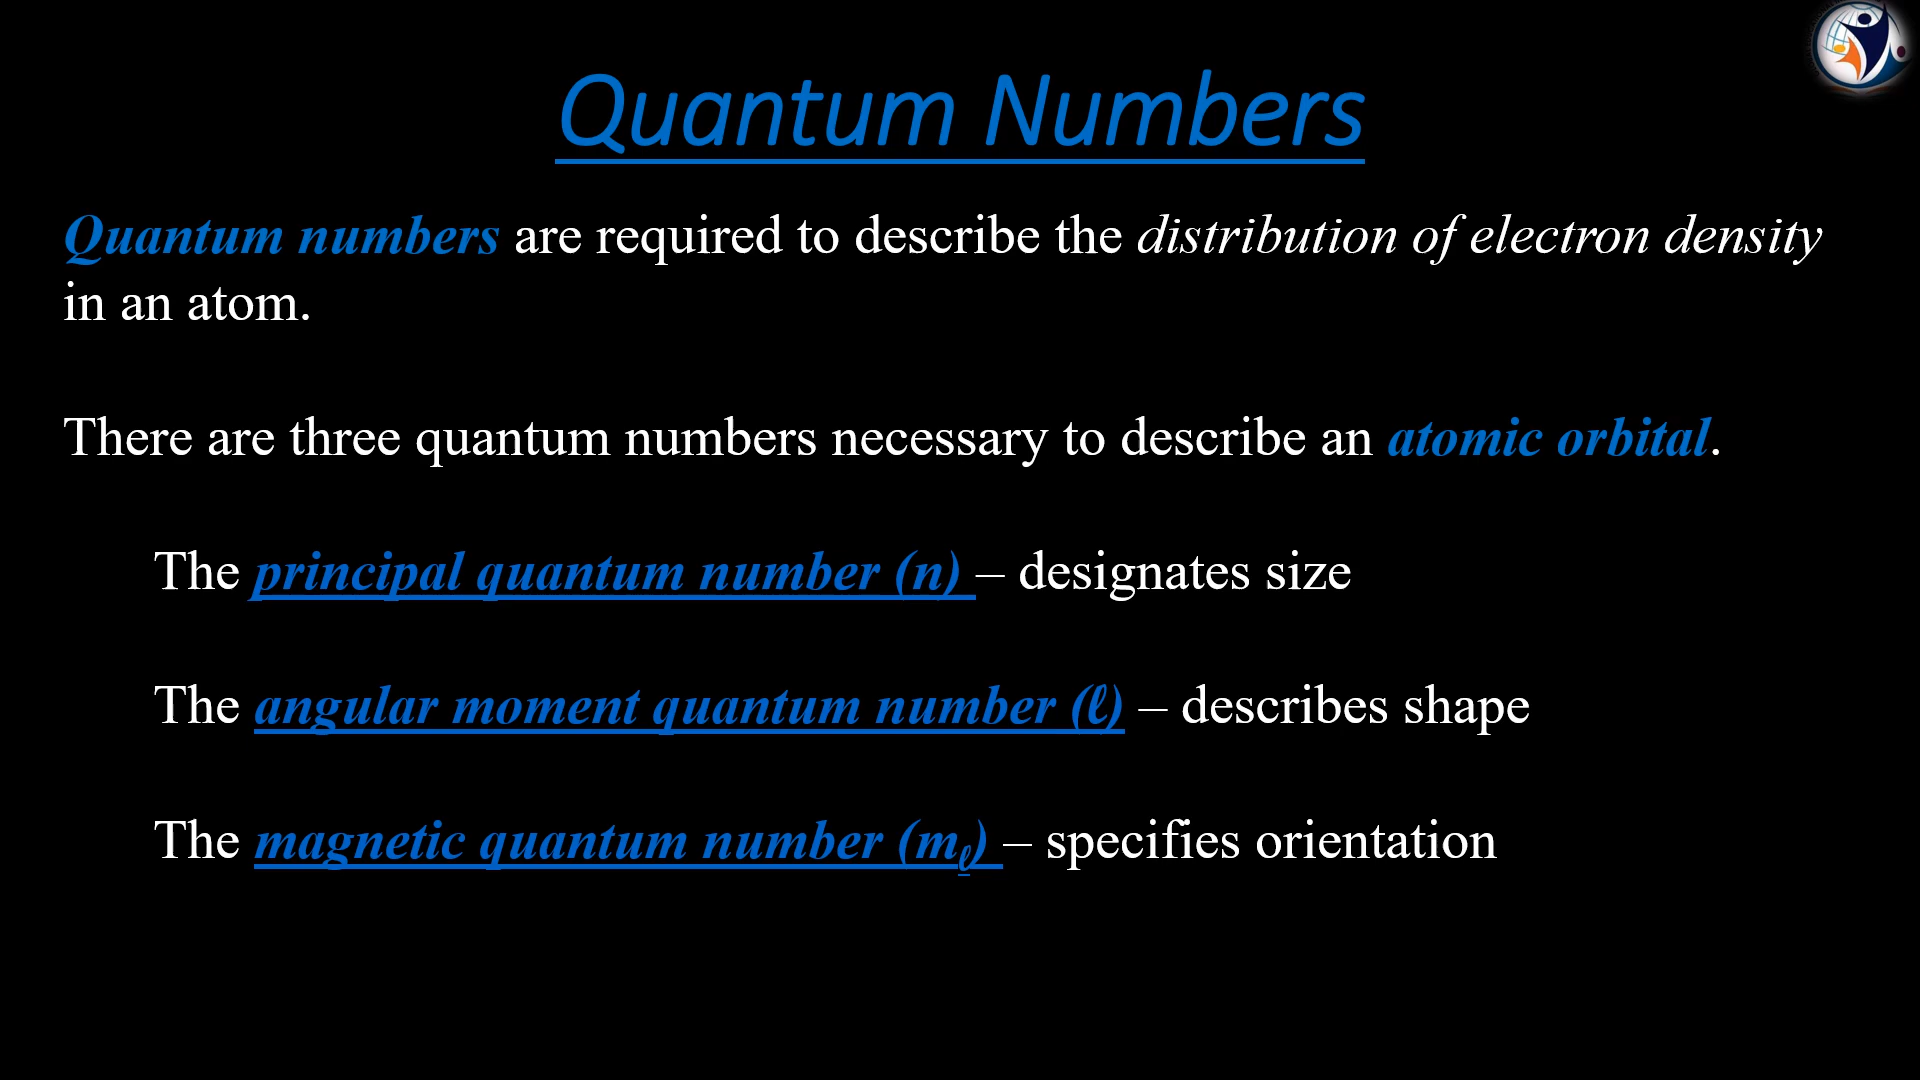 Quantum Numbers
Quantum numbers are required to describe the distribution of electron density
in an atom.
There are three quantum numbers necessary to describe an atomic orbital.
The principal quantum number (n) – designates size
The angular moment quantum number (ℓ) – describes shape
The magnetic quantum number (mℓ) – specifies orientation